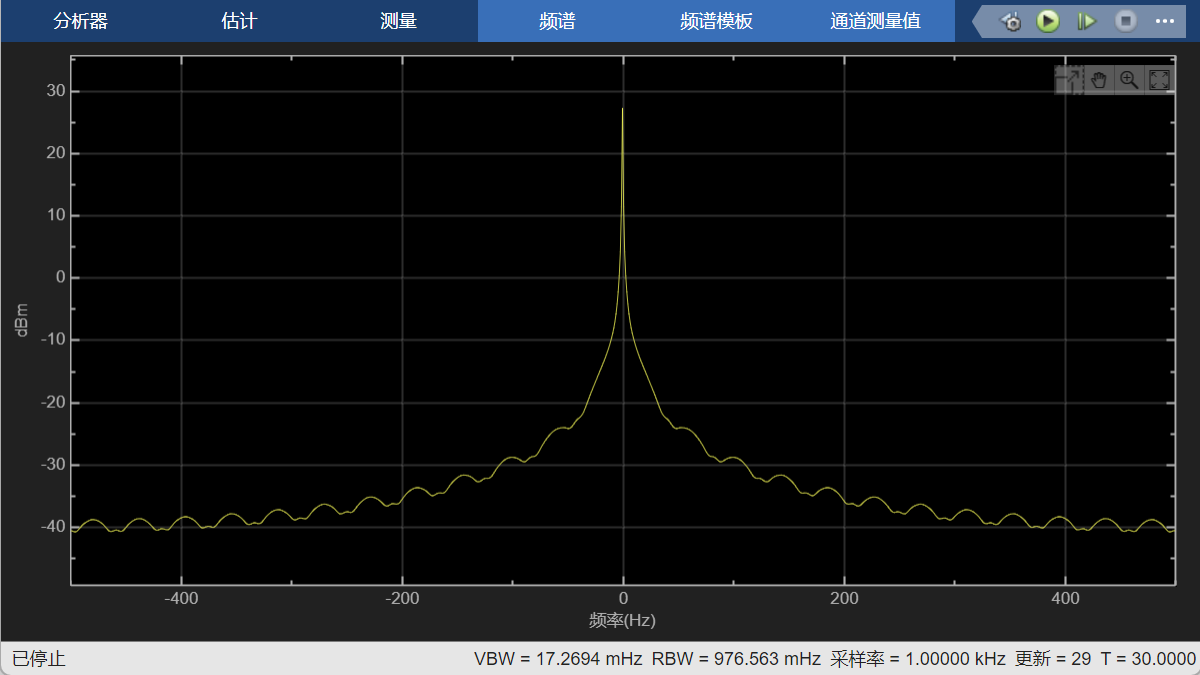 分析器 估计 测量 频谱 频谱模板 通道测量值
30
20
10
0
-10
-20
-30
-40
dBm
-400 -200 0 200 400
频率(Hz)
已停止 VBW = 17.2694 mHz RBW = 976.563 mHz 采样率 = 1.00000 kHz 更新 = 29 T = 30.0000